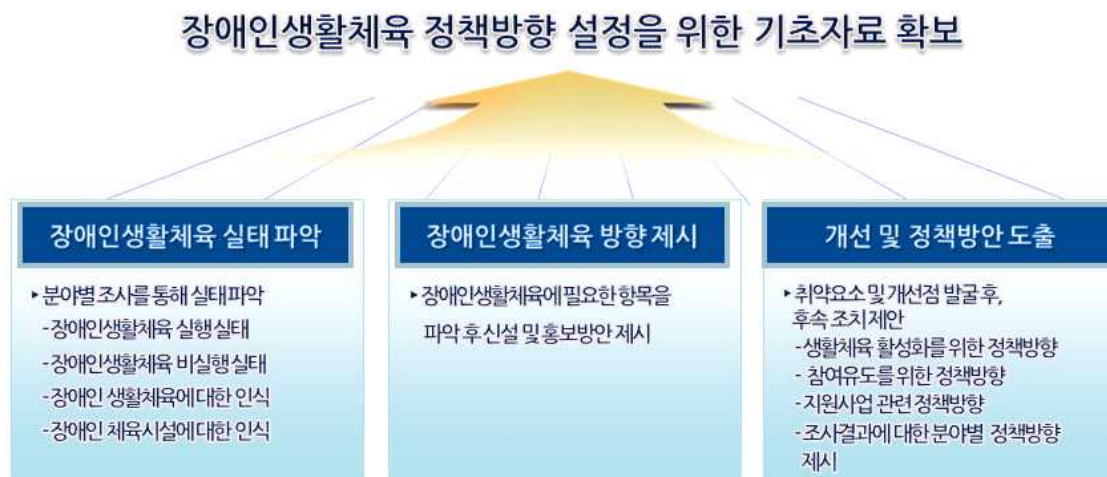 장애인생활체육 정책방향 설정을 위한 기초자료 확보
장애인생활체육 실태 파악
▸분야별 조사를 통해 실태파악
-장애인생활체육 실행 실태
-장애인생활체육 비실행 실태
-장애인 생활체육에 대한 인식
-장애인 체육시설에 대한 인식
장애인생활체육 방향 제시
▸장애인생활체육에 필요한 항목을
파악 후 신설 및 홍보방안 제시
개선 및 정책방안 도출
▸취약요소 및 개선점 발굴 후,
후속 조치 제안
-생활체육 활성화를 위한 정책방향
- 참여유도를 위한 정책방향
-지원사업 관련 정책방향
-조사결과에 대한 분야별 정책방향
제시